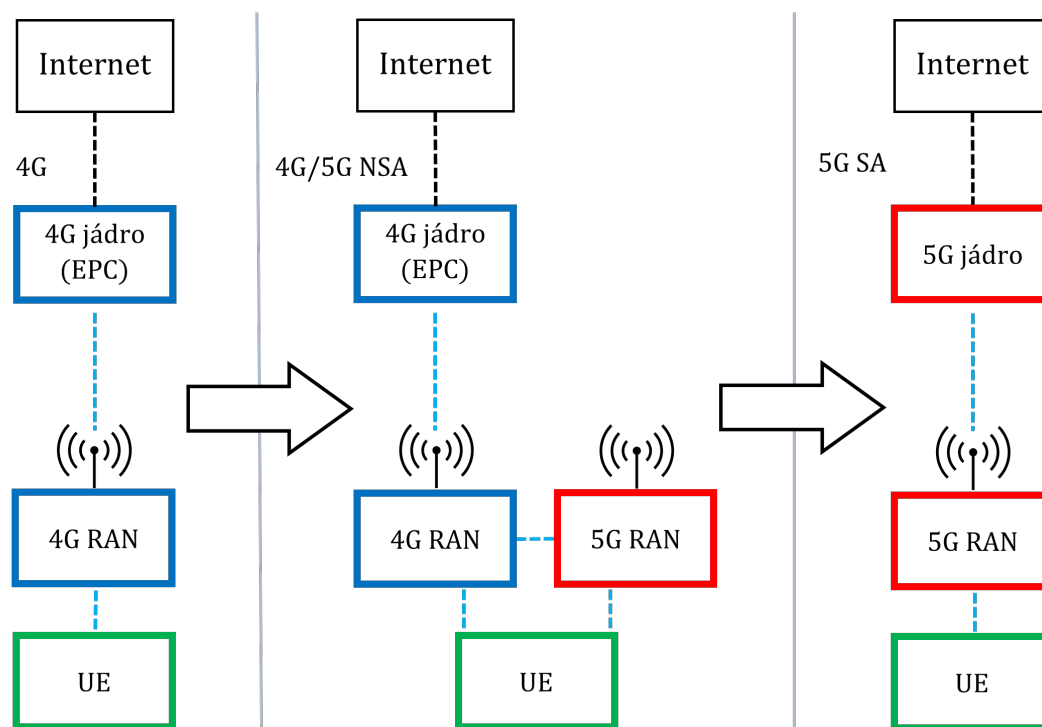 Internet
4G
4G jádro
(EPC)
4G RAN
UE
Internet
4G/5G NSA
4G jádro
(EPC)
4G RAN
5G RAN
UE
Internet
5G SA
5G jádro
5G RAN
UE